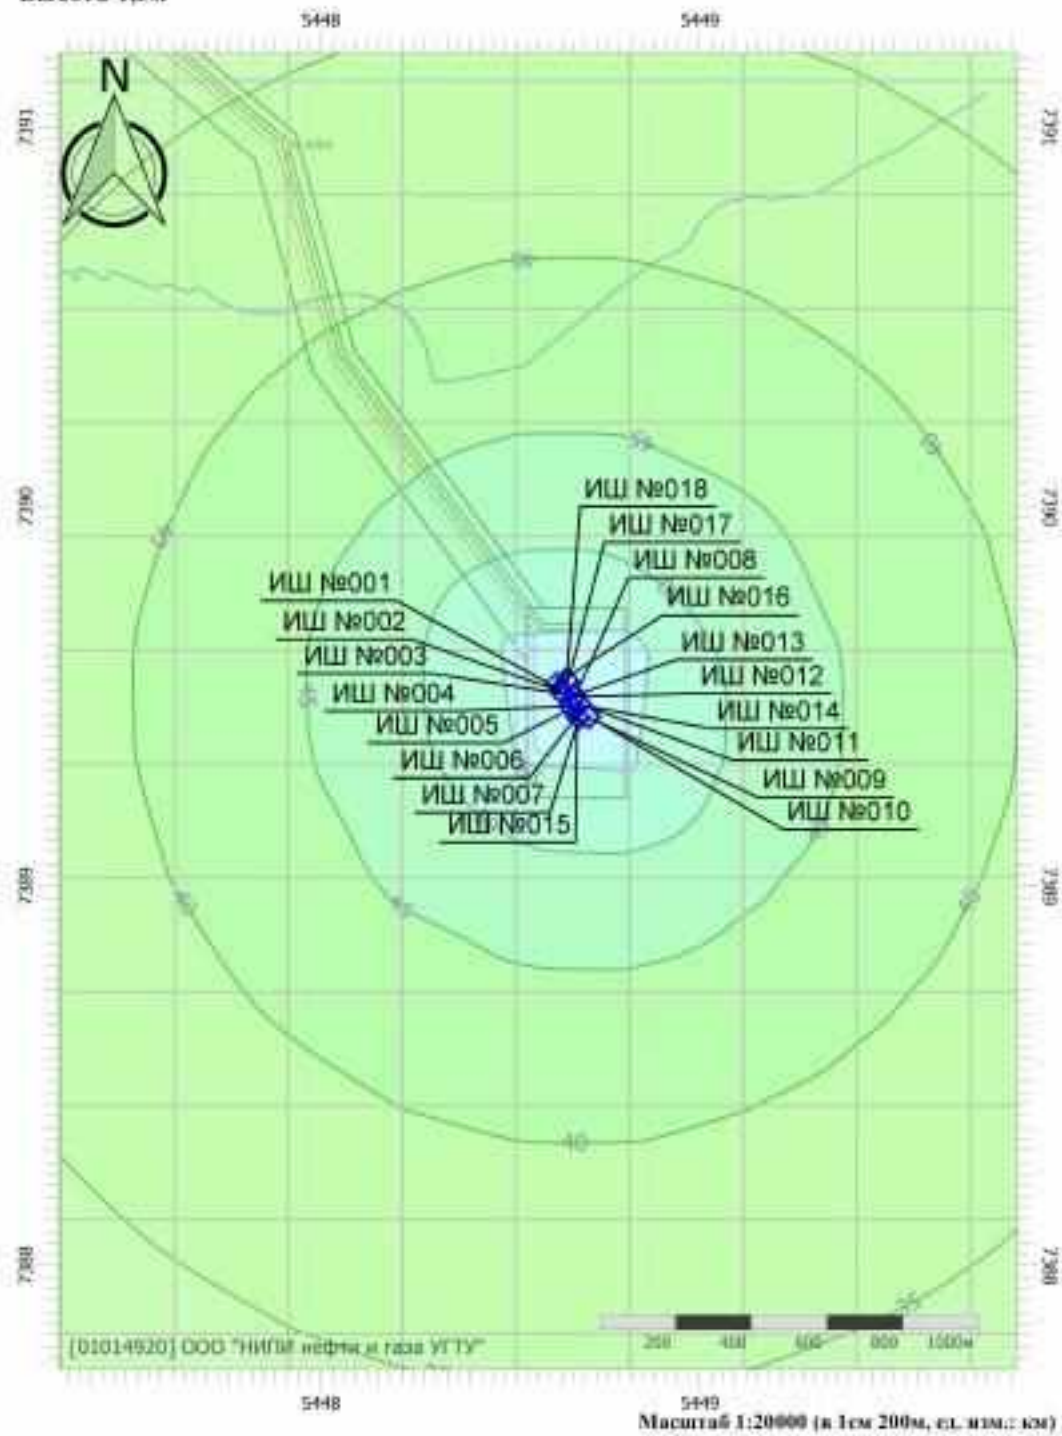 5448 5449
N
7391 7391
40
35
7390 7390
ИШ №018
ИШ №017
ИШ №008
ИШ №001
ИШ №016
ИШ №002
ИШ №013
ИШ №003
ИШ №012
ИШ №004
ИШ №014
ИШ №005
ИШ №011
ИШ №006
ИШ №009
ИШ №007
ИШ №010
ИШ №015
7389 7389
7388 7388
200 400 600 800 1000м
[01014920] ООО "НИПИ нефти и газа УГТУ"
5448 5449
Масштаб 1:20000 (в 1см 200м, ед. изм.: км)